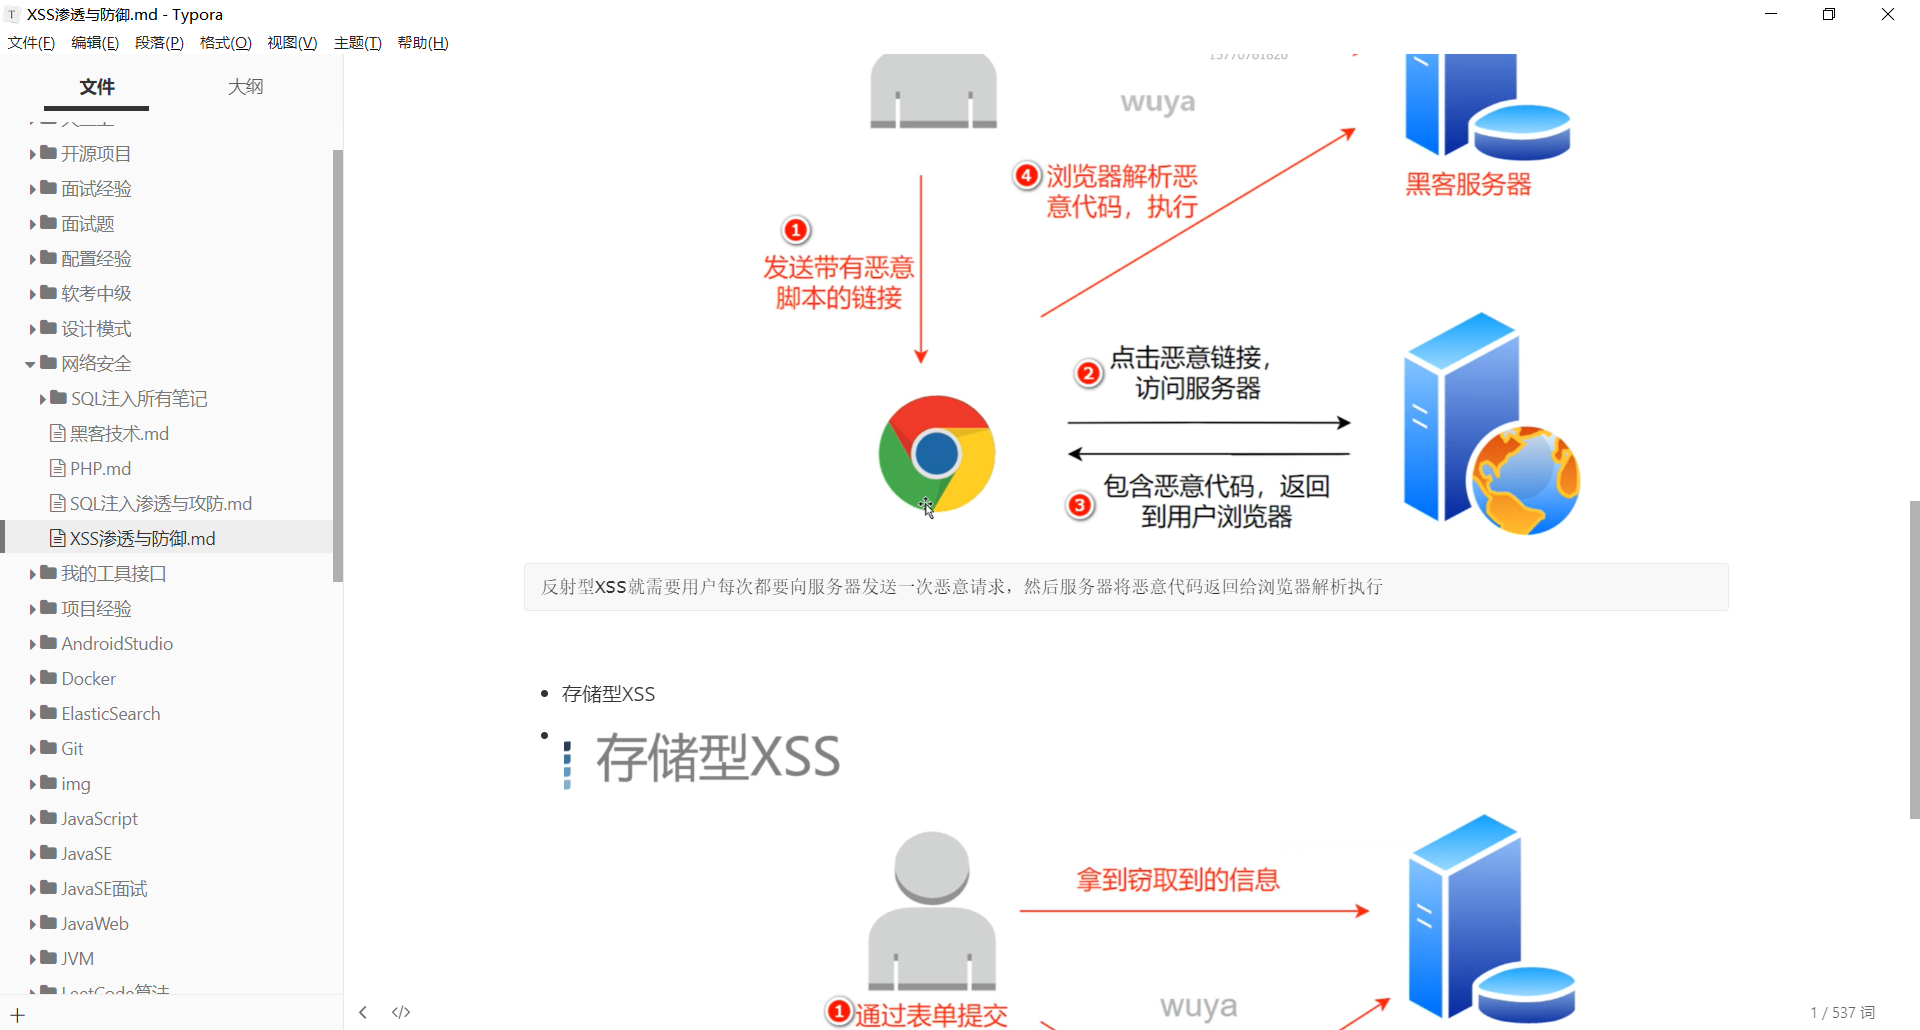 XSS渗透与防御.md - Typora
文件(F) 编辑(E) 段落(P) 格式(O) 视图(V) 主题(T) 帮助(H)
文件 大纲
开源项目
面试经验
面试题
配置经验
软考中级
设计模式
网络安全
SQL注入所有笔记
黑客技术.md
PHP.md
SQL注入渗透与攻防.md
XSS渗透与防御.md
我的工具接口
项目经验
AndroidStudio
Docker
ElasticSearch
Git
img
JavaScript
JavaSE
JavaSE面试
JavaWeb
JVM
LeetCode算法
15770761820
wuya
黑客服务器
4 浏览器解析恶
意代码，执行
1
发送带有恶意
脚本的链接
2 点击恶意链接，
访问服务器
3 包含恶意代码，返回
到用户浏览器
反射型XSS就需要用户每次都要向服务器发送一次恶意请求，然后服务器将恶意代码返回给浏览器解析执行
存储型XSS
存储型XSS
拿到窃取到的信息
wuya
1 通过表单提交
1 / 537 词